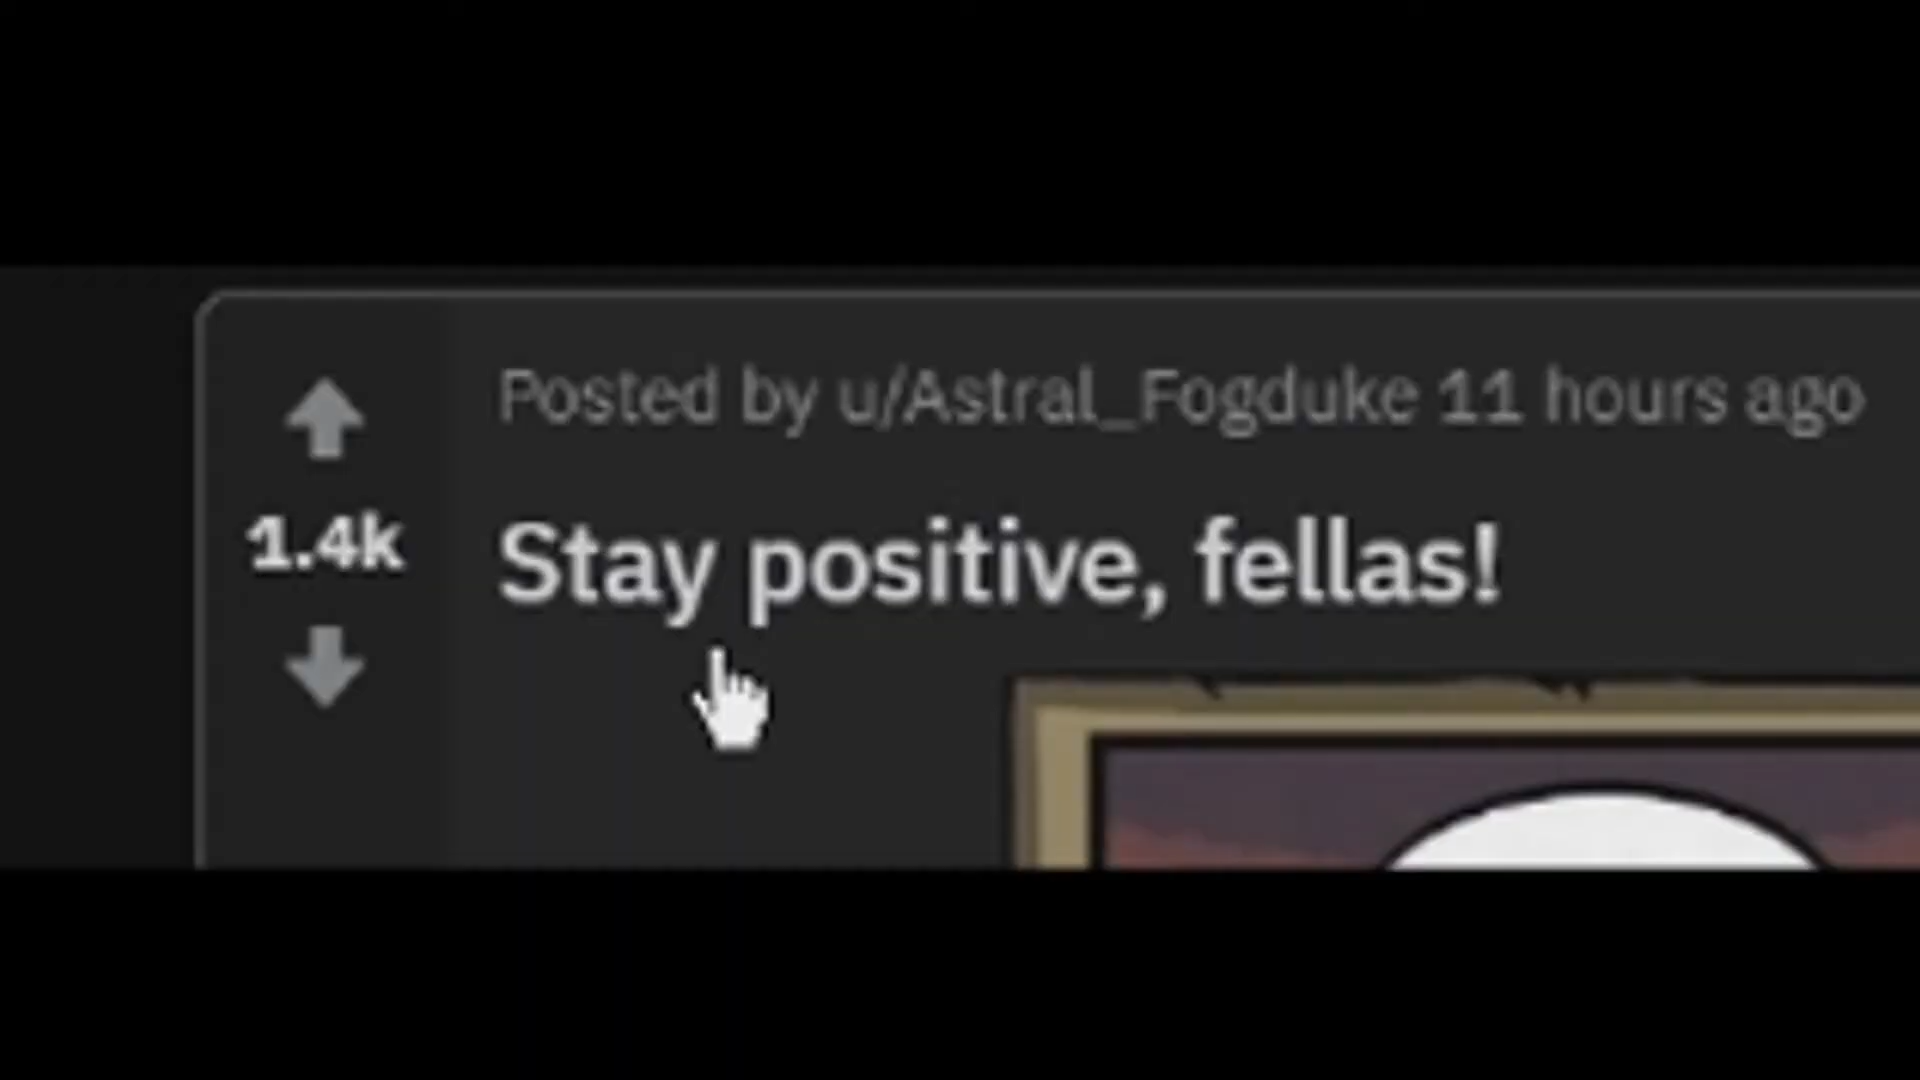 Posted by u/Astral_Fogduke 11 hours ago
1.4k
Stay positive, fellas!